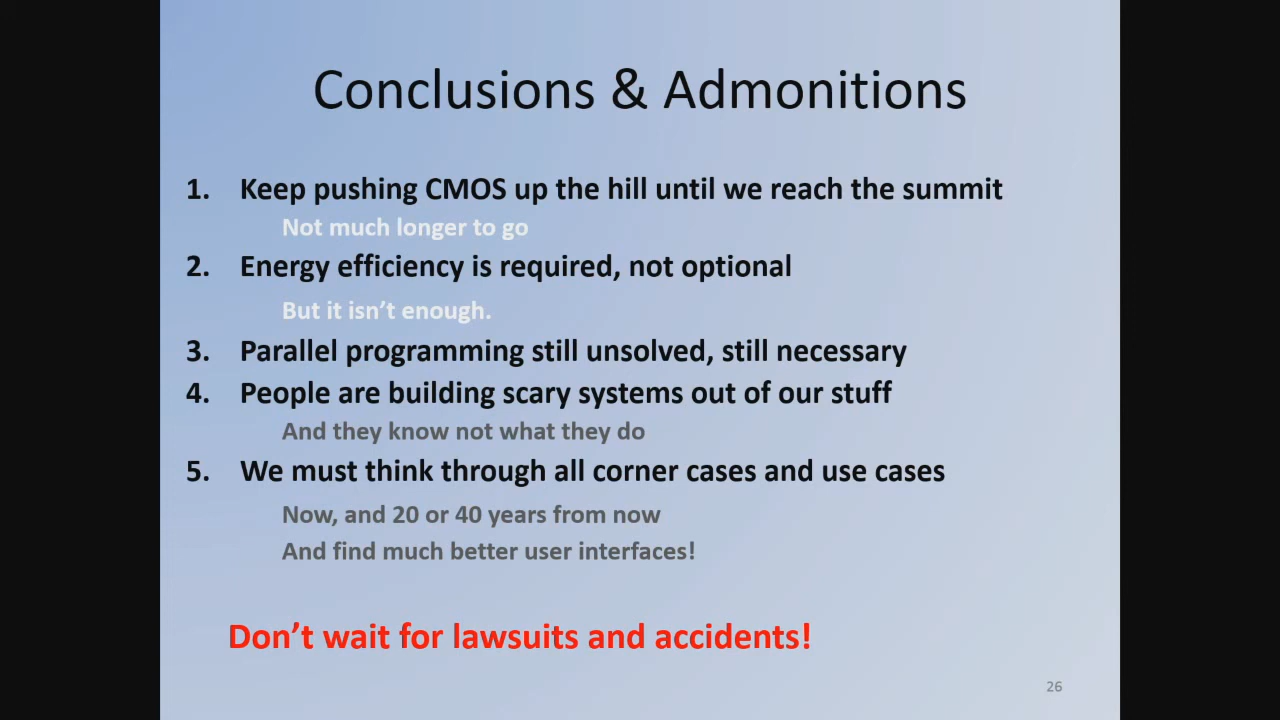 Conclusions & Admonitions
1. Keep pushing CMOS up the hill until we reach the summit
Not much longer to go
2. Energy efficiency is required, not optional
But it isn’t enough.
3. Parallel programming still unsolved, still necessary
4. People are building scary systems out of our stuff
And they know not what they do
5. We must think through all corner cases and use cases
Now, and 20 or 40 years from now
And find much better user interfaces!
Don’t wait for lawsuits and accidents!
26